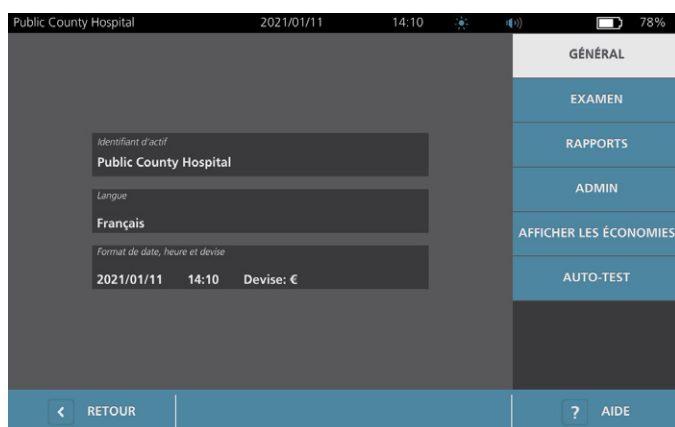 Public County Hospital 2021/01/11 14:10 78%
GÉNÉRAL
EXAMEN
RAPPORTS
ADMIN
AFFICHER LES ÉCONOMIES
AUTO-TEST
Identifiant d'actif
Public County Hospital
Langue
Français
Format de date, heure et devise
2021/01/11 14:10 Devise: €
< RETOUR
? AIDE